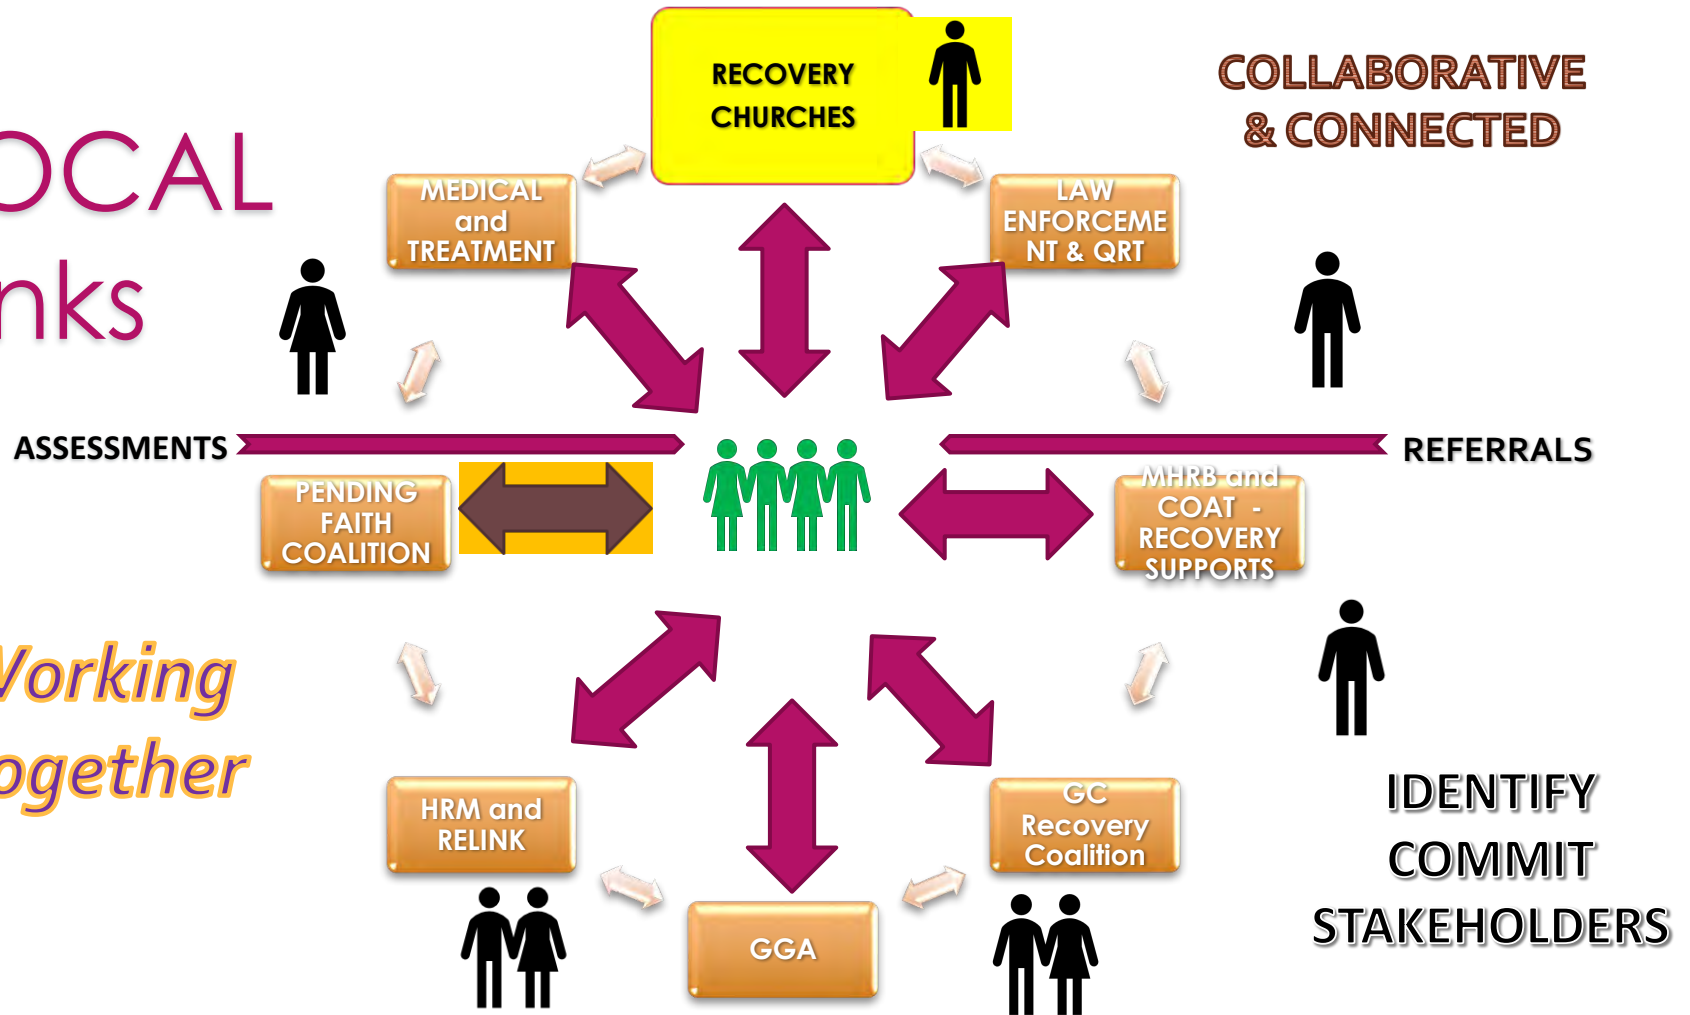 RECOVERY
CHURCHES
COLLABORATIVE
& CONNECTED
OCAL
nks
MEDICAL
and
TREATMENT
LAW
ENFORCEME
NT & QRT
ASSESSMENTS
REFERRALS
PENDING
FAITH
COALITION
MHRB and
COAT -
RECOVERY
SUPPORTS
Working
ogether
HRM and
RELINK
GC
Recovery
Coalition
GGA
IDENTIFY
COMMIT
STAKEHOLDERS